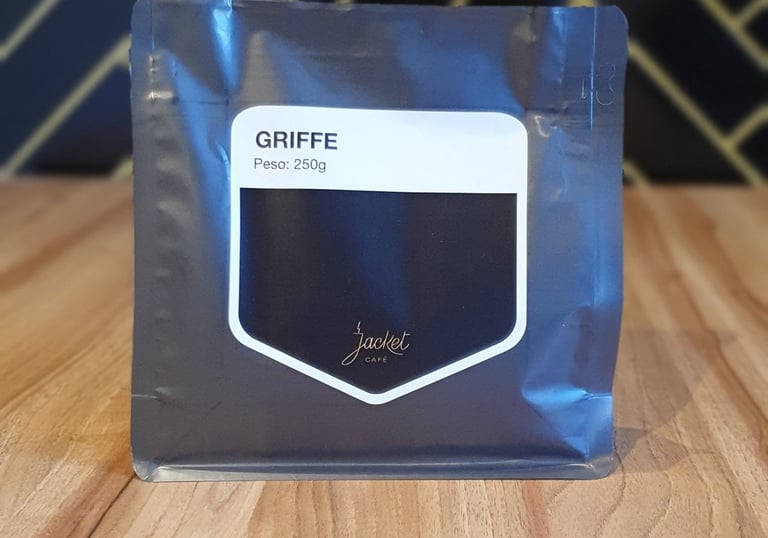 GRIFFE
Peso: 250g
Jacket
CAFÉ